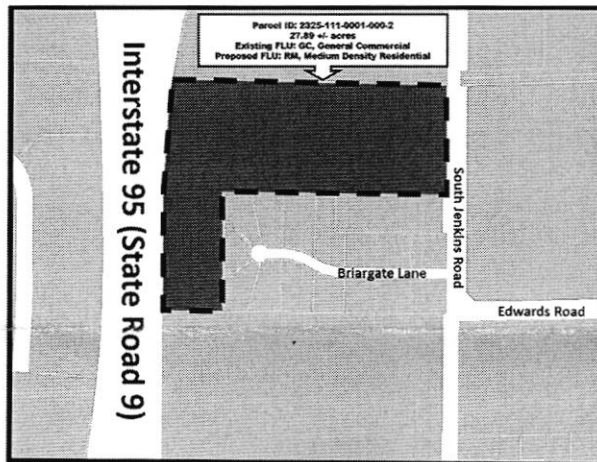 Parcel ID: 2325-111-0001-000-2
27.89 +/- acres
Existing FLU: GC, General Commercial
Proposed FLU: RM, Medium Density Residential
Interstate 95 (State Road 9)
South Jenkins Road
Briargate Lane
Edwards Road